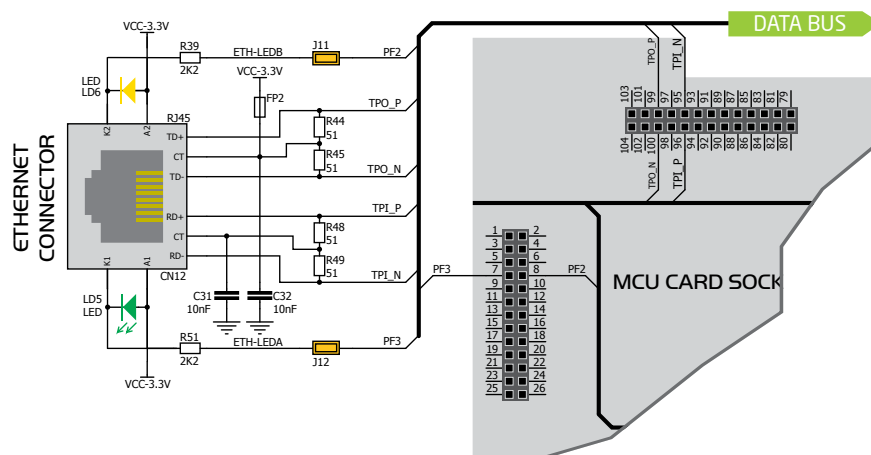 DATA BUS
VCC-3.3V
R39
2K2
ETH-LEDB
J11
PF2
LED
LD6
VCC-3.3V
FP2
TPO_P
TPI_N
K2
A2
RJ45
TPO_P
R44
51
TD+
CT
TD-
R45
51
TPO_N
103 101 99 97 95 93 91 89 87 85 83 81 79
104 102 100 98 96 94 92 90 88 86 84 82 80
TPO_N
TPI_P
ETHERNET
CONNECTOR
RD+
CT
RD-
TPI_P
R48
51
R49
51
TPI_N
K1
A1
CN12
C31
10nF
C32
10nF
LD5
LED
R51
2K2
ETH-LEDA
J12
PF3
VCC-3.3V
1 2
3 4
5 6
PF3 7 8 PF2
9 10
11 12
13 14
15 16
17 18
19 20
21 22
23 24
25 26
MCU CARD SOCK